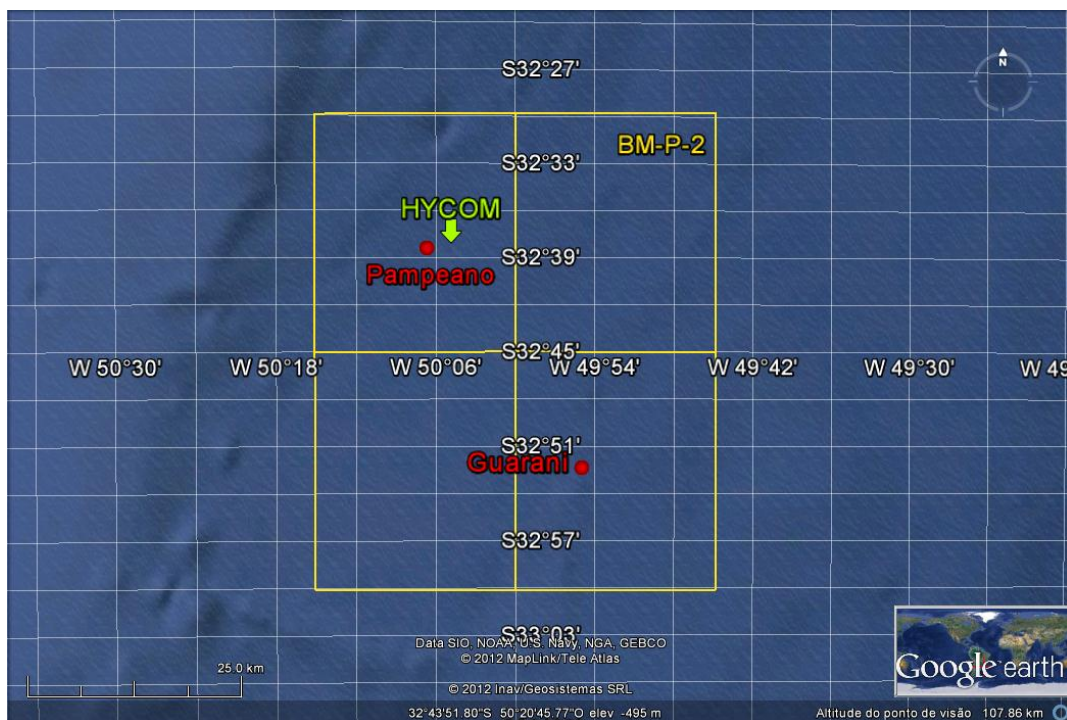 S32°27'
N
BM-P-2
S32°33'
HYCOM
S32°39'
Pampeano
S32°45'
W 50°30' W 50°18' W 50°06' W 49°54' W 49°42' W 49°30' W 49
S32°51'
Guarani
S32°57'
S33°03'
Data SIO, NOAA, U.S. Navy, NGA, GEBCO
© 2012 MapLink/Tele Atlas
25.0 km
© 2012 Inav/Geosistemas SRL
Google earth
32°43'51.80"S 50°20'45.77"O elev -495 m
Altitude do ponto de visão 107.86 km